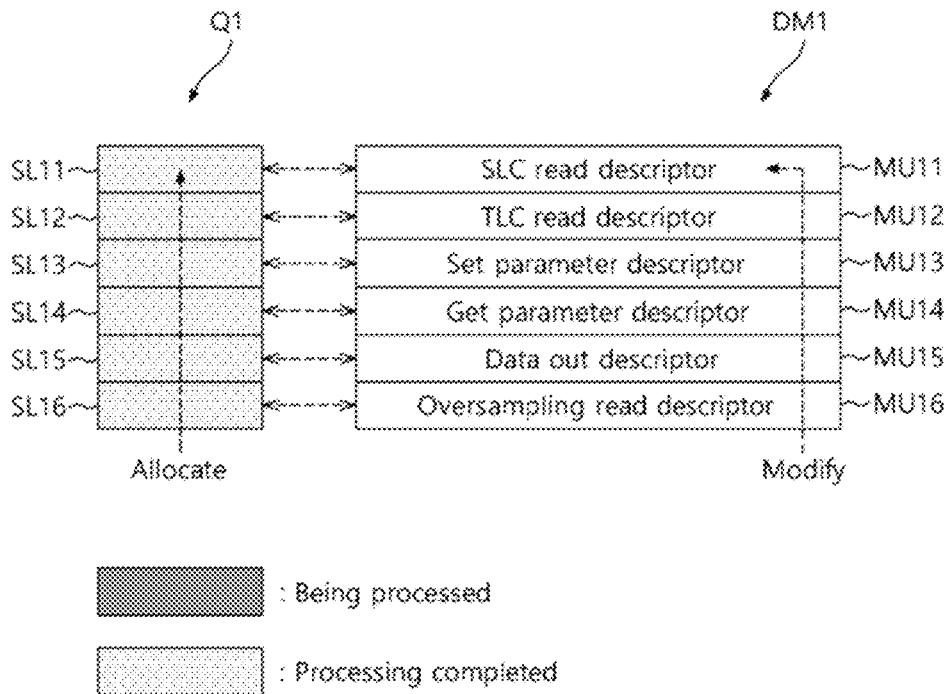 Q1 DM1
SL11 SLC read descriptor MU11
SL12 TLC read descriptor MU12
SL13 Set parameter descriptor MU13
SL14 Get parameter descriptor MU14
SL15 Data out descriptor MU15
SL16 Oversampling read descriptor MU16
Allocate Modify
: Being processed
: Processing completed